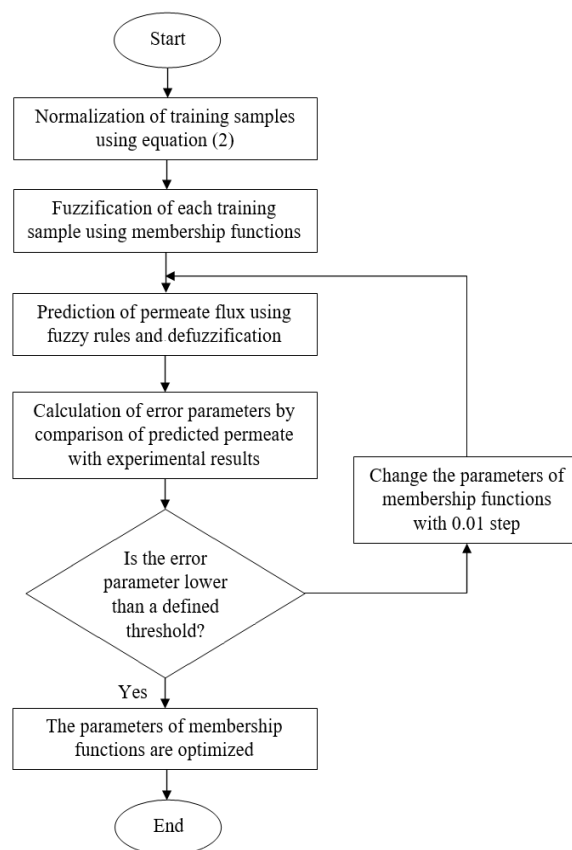 Start
Normalization of training samples
using equation (2)
Fuzzification of each training
sample using membership functions
Prediction of permeate flux using
fuzzy rules and defuzzification
Calculation of error parameters by
comparison of predicted permeate
with experimental results
Change the parameters of
membership functions
with 0.01 step
Is the error
parameter lower
than a defined
threshold?
Yes
The parameters of membership
functions are optimized
End